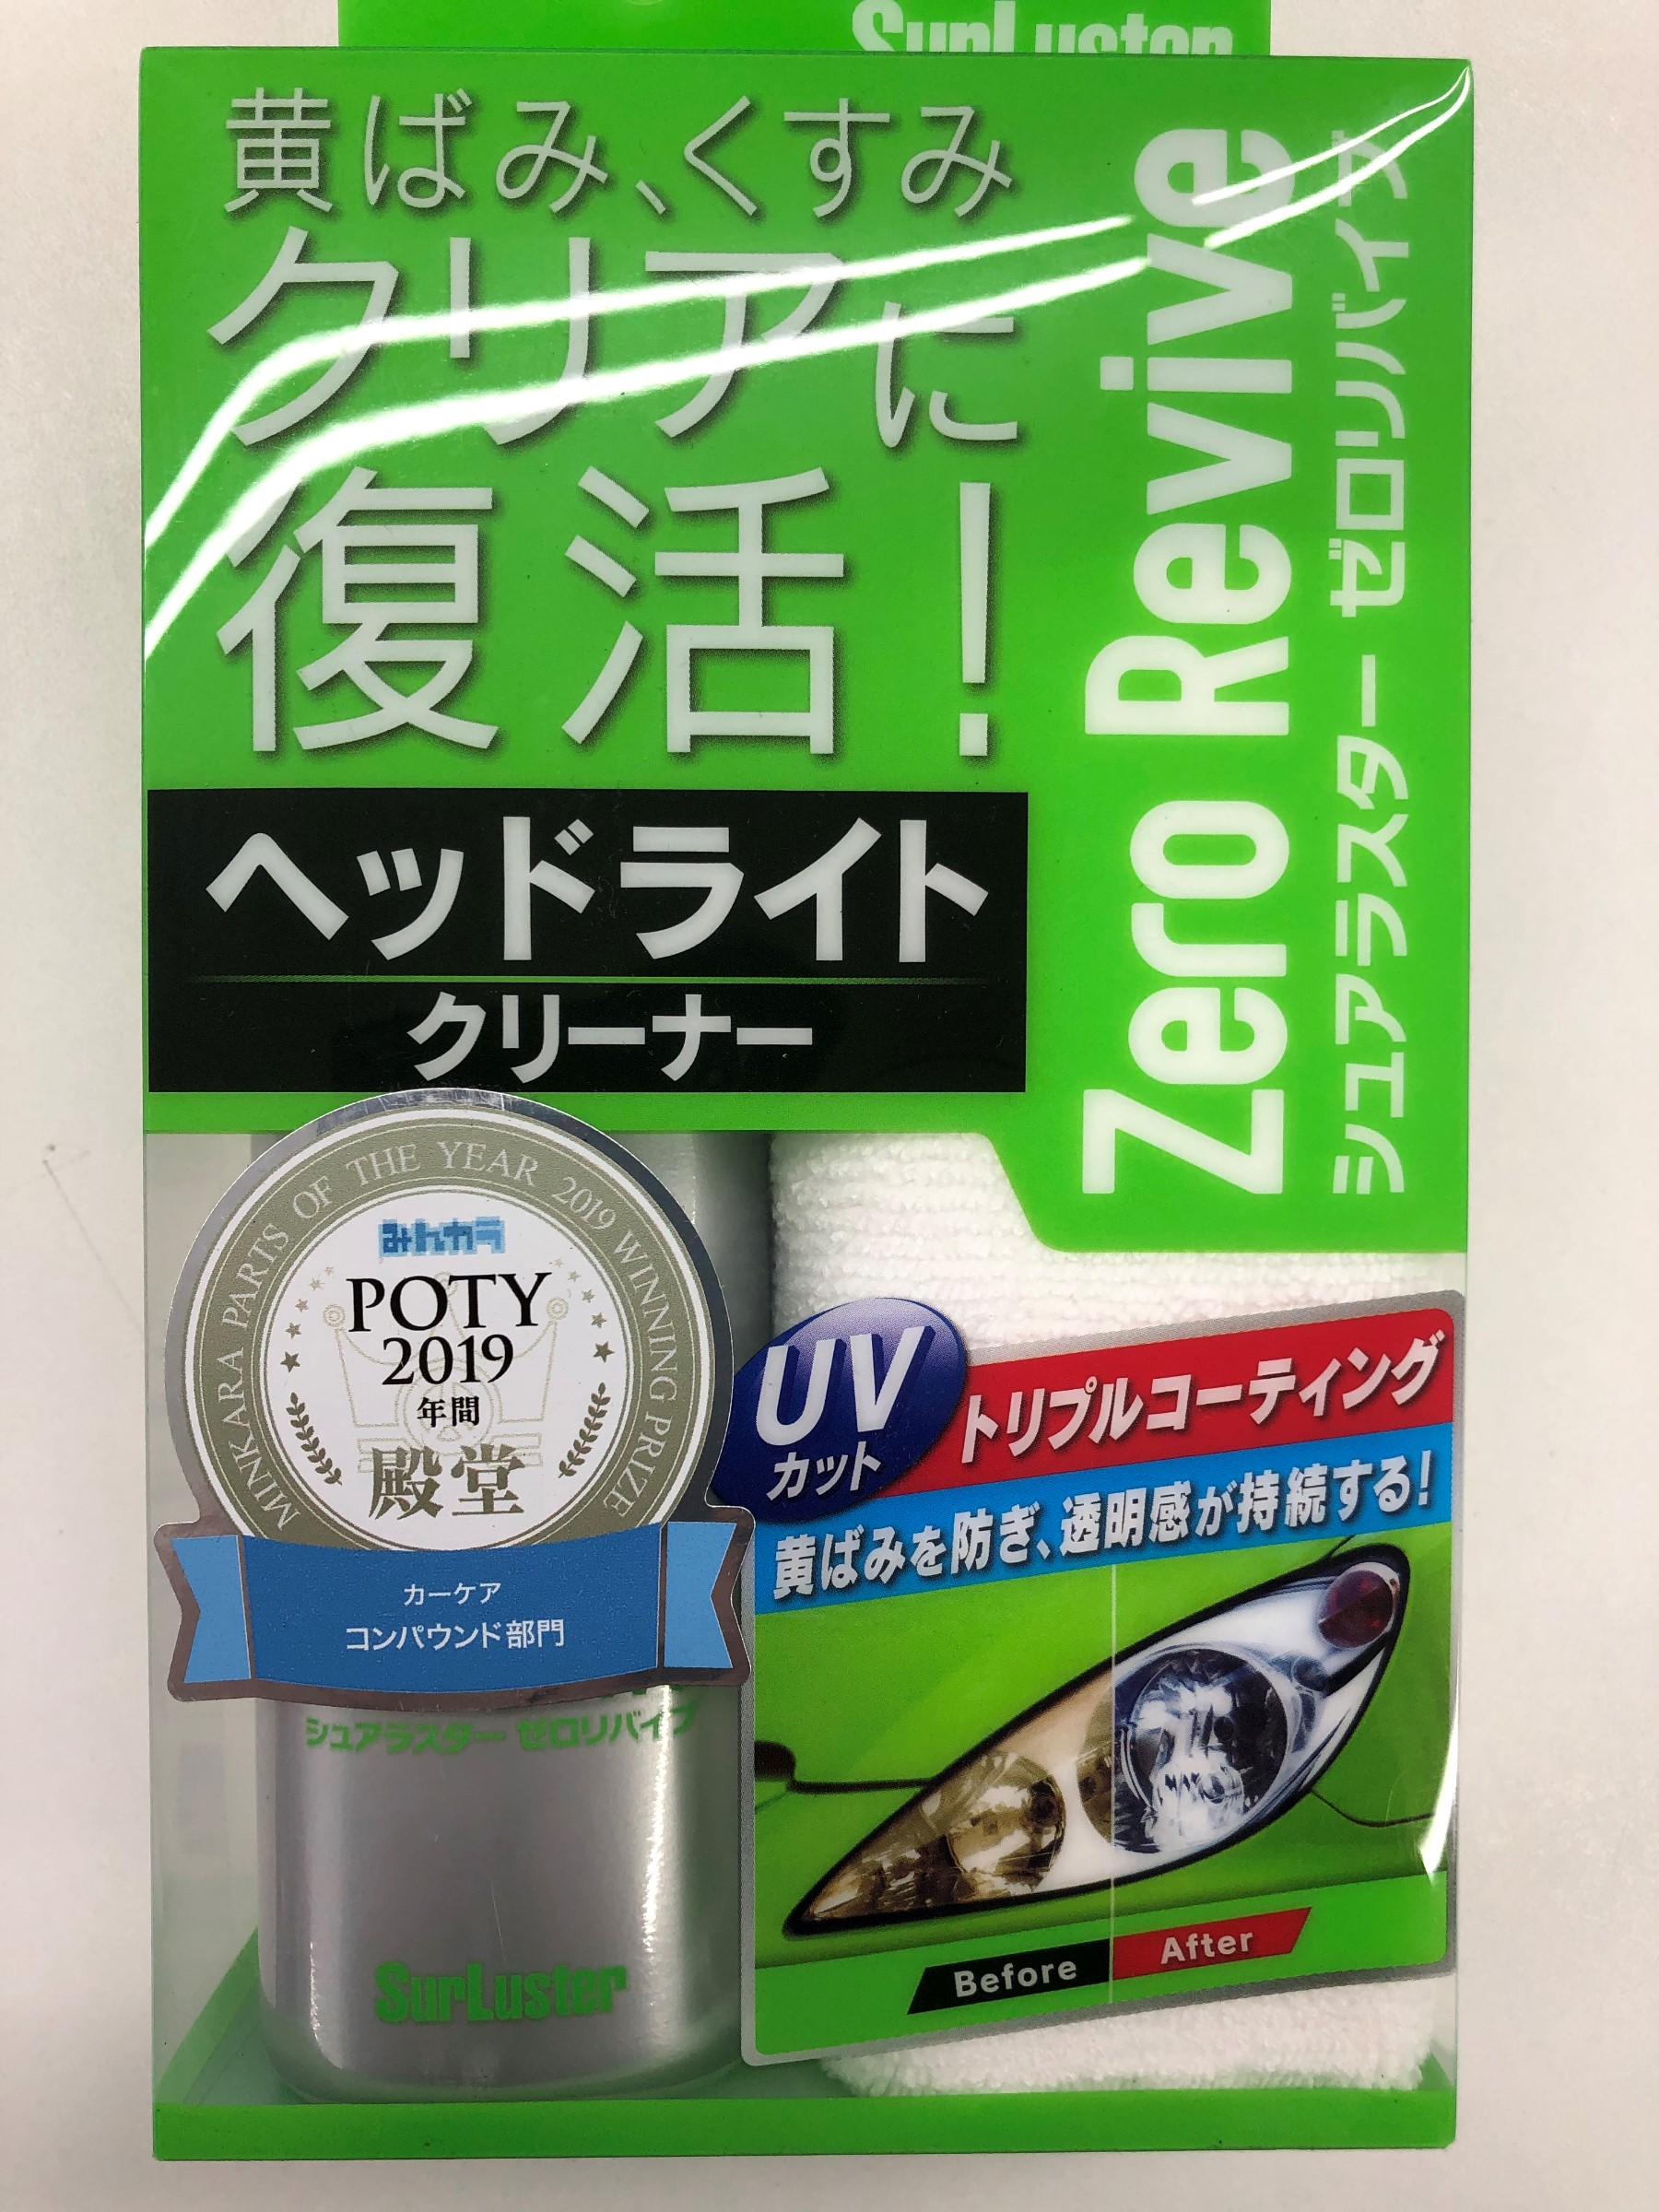 SurLuster
黄ばみ、くすみ
クリアに
復活！
Zero Revive
シュアラスター ゼロリバイブ
ヘッドライト
クリーナー
MINKARA PARTS OF THE YEAR 2019 WINNING PRIZE
みんカラ
POTY
2019
年間
殿堂
カーケア
コンパウンド部門
UV
カット
トリプルコーティング
黄ばみを防ぎ、透明感が持続する！
Before
After
シュアラスター ゼロリバイブ
SurLuster